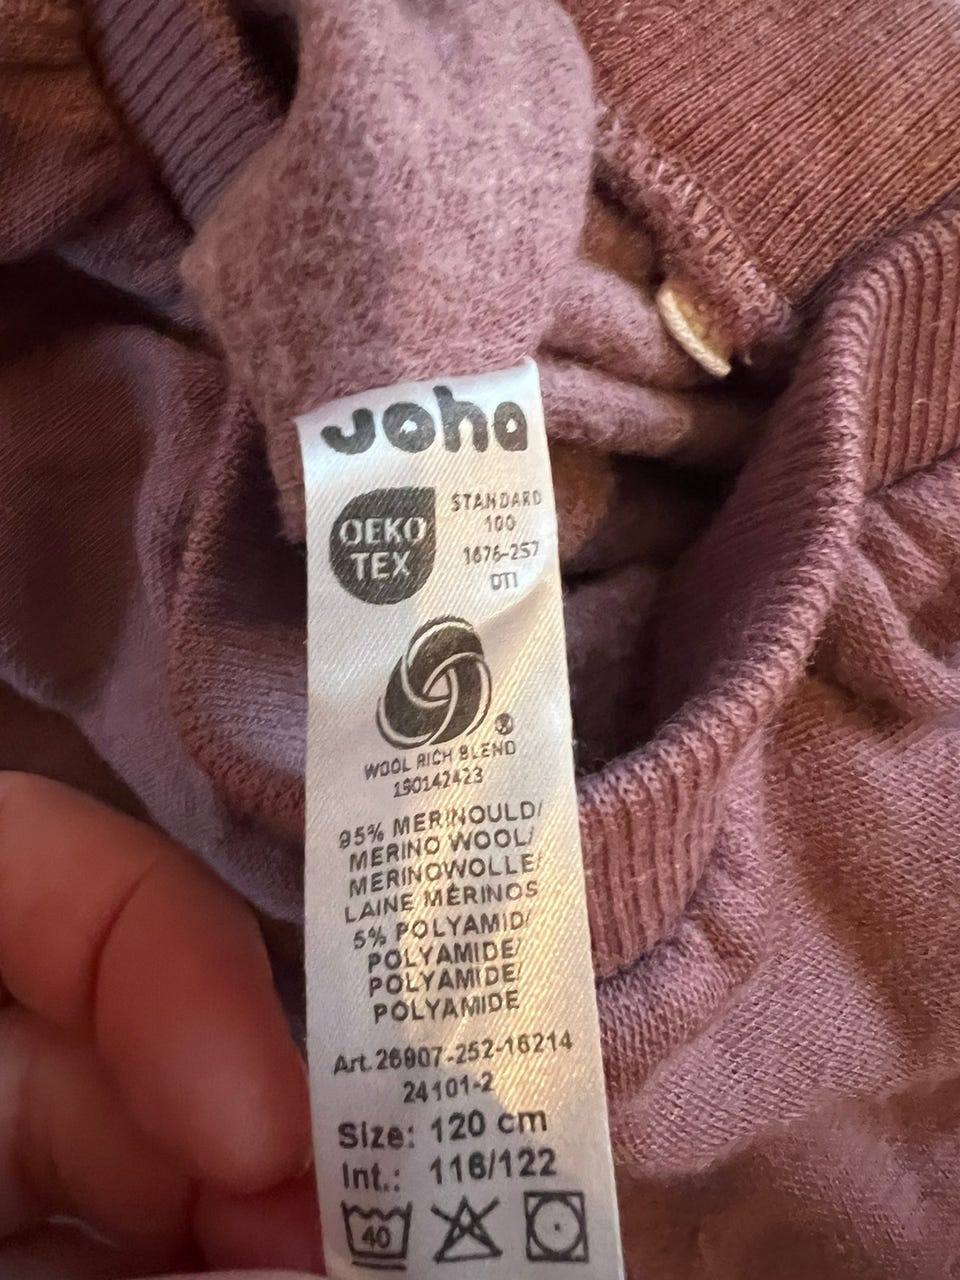 Joha
OEKO
TEX
STANDARD
100
1676-257
DTI
®
WOOL RICH BLEND
190142423
95% MERINOULD/
MERINO WOOL/
MERINOWOLLE/
LAINE MÉRINOS
5% POLYAMID/
POLYAMIDE/
POLYAMIDE/
POLYAMIDE
Art.26907-252-16214
24101-2
Size: 120 cm
Int.: 116/122
40